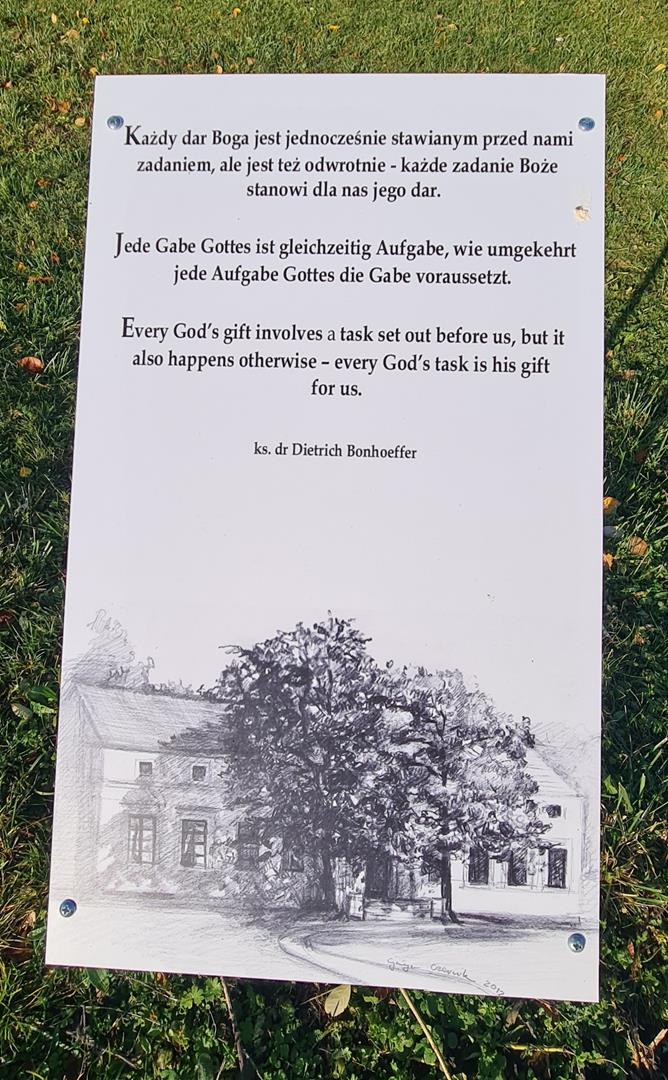 Każdy dar Boga jest jednocześnie stawianym przed nami
zadaniem, ale jest też odwrotnie - każde zadanie Boże
stanowi dla nas jego dar.
Jede Gabe Gottes ist gleichzeitig Aufgabe, wie umgekehrt
jede Aufgabe Gottes die Gabe voraussetzt.
Every God's gift involves a task set out before us, but it
also happens otherwise – every God's task is his gift
for us.
ks. dr Dietrich Bonhoeffer
2012